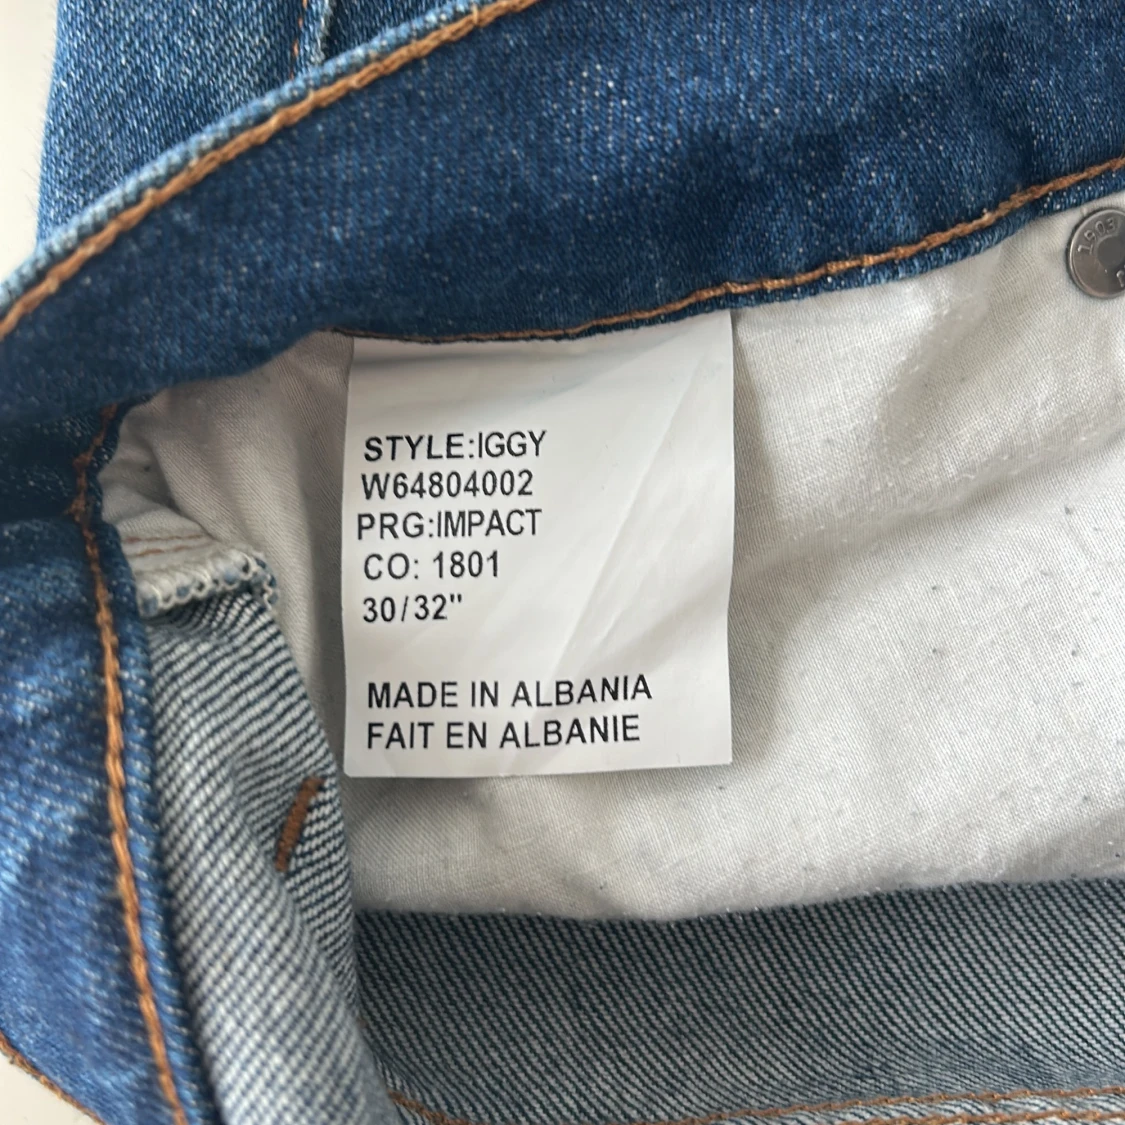 STYLE:IGGY
W64804002
PRG:IMPACT
CO: 1801
30/32"
MADE IN ALBANIA
FAIT EN ALBANIE